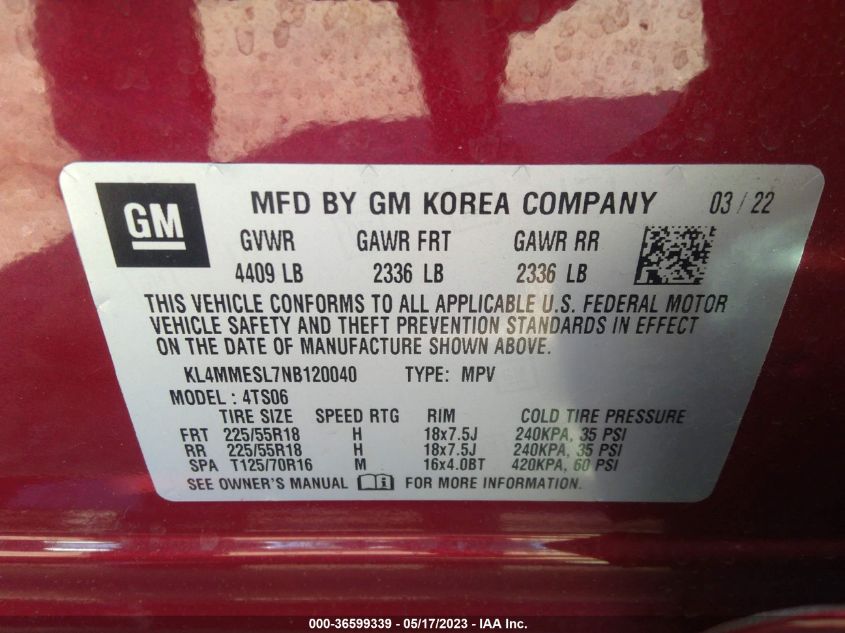 GM
MFD BY GM KOREA COMPANY 03 / 22
GVWR GAWR FRT GAWR RR
4409 LB 2336 LB 2336 LB
THIS VEHICLE CONFORMS TO ALL APPLICABLE U.S. FEDERAL MOTOR
VEHICLE SAFETY AND THEFT PREVENTION STANDARDS IN EFFECT
ON THE DATE OF MANUFACTURE SHOWN ABOVE.
KL4MMESL7NB120040 TYPE: MPV
MODEL : 4TS06
TIRE SIZE SPEED RTG RIM COLD TIRE PRESSURE
FRT 225/55R18 H 18x7.5J 240KPA, 35 PSI
RR 225/55R18 H 18x7.5J 240KPA, 35 PSI
SPA T125/70R16 M 16x4.0BT 420KPA, 60 PSI
SEE OWNER'S MANUAL i FOR MORE INFORMATION.
000-36599339 - 05/17/2023 - IAA Inc.